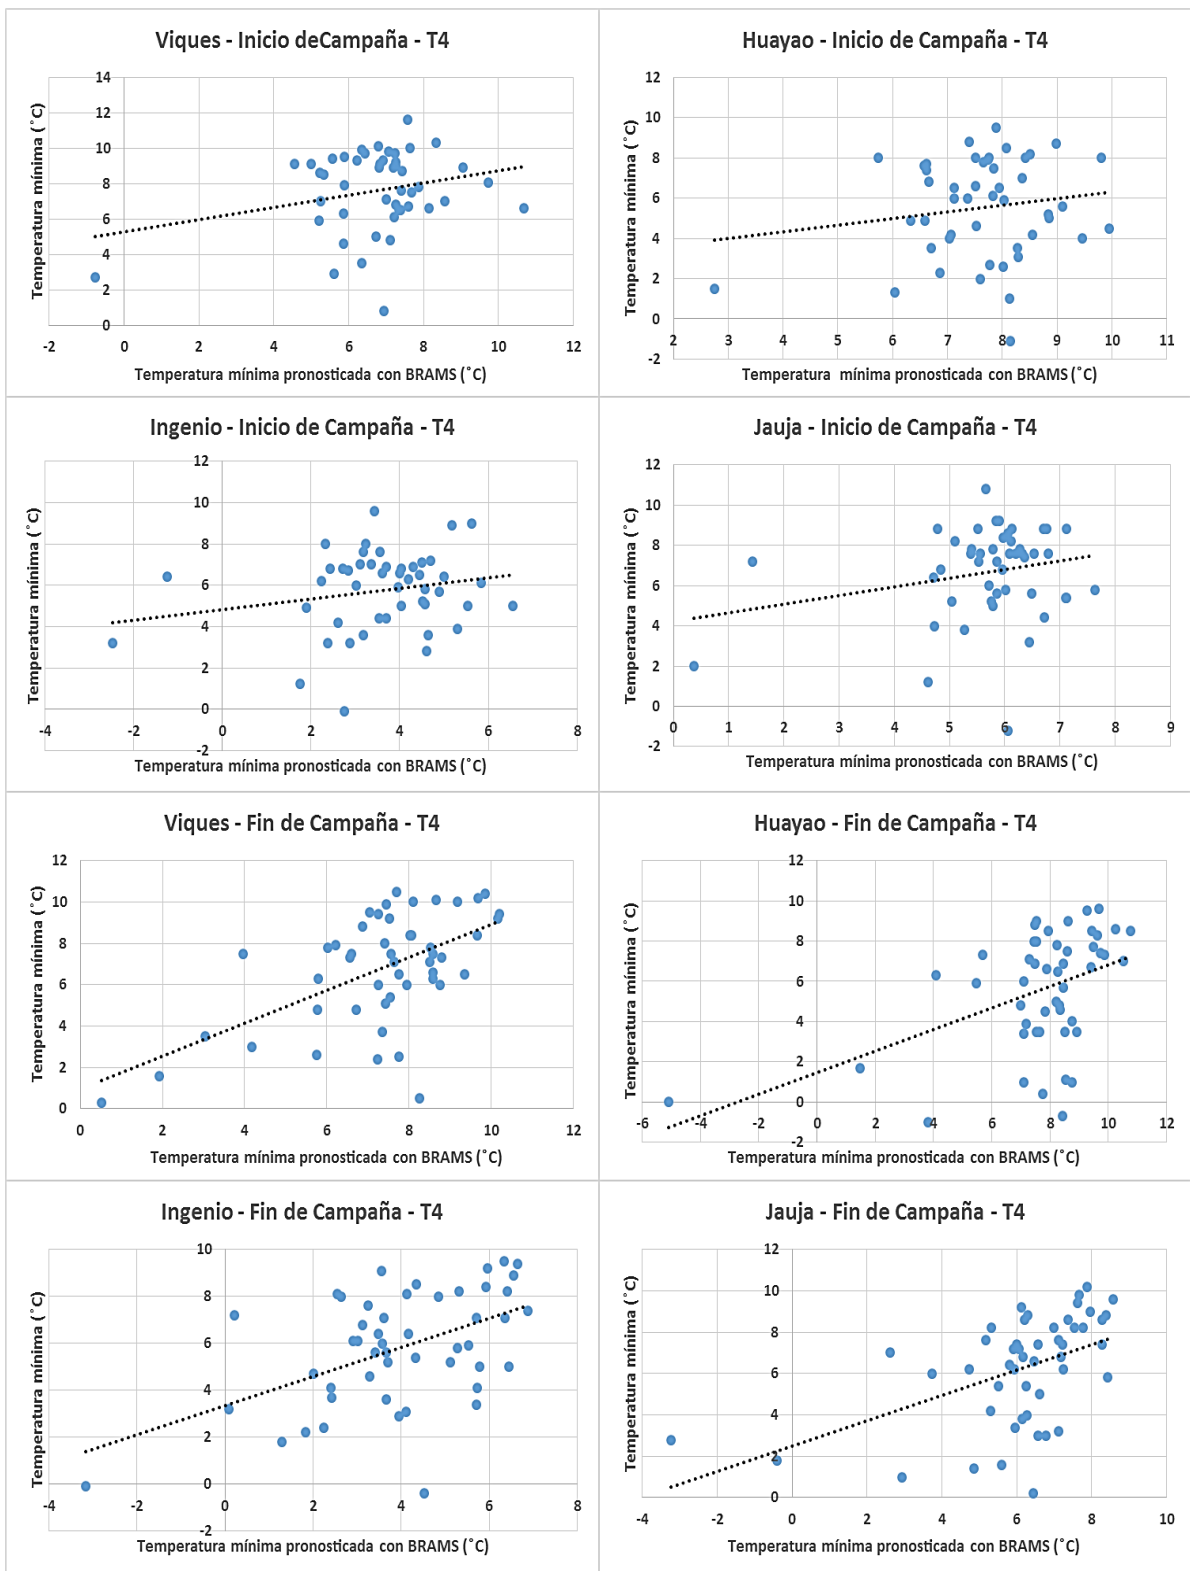 Viques - Inicio deCampaña - T4
Temperatura mínima (˚C)
14
12
10
8
6
4
2
0
-2 0 2 4 6 8 10 12
Temperatura mínima pronosticada con BRAMS (˚C)
Huayao - Inicio de Campaña - T4
Temperatura mínima (˚C)
12
10
8
6
4
2
0
-2
2 3 4 5 6 7 8 9 10 11
Temperatura mínima pronosticada con BRAMS (˚C)
Ingenio - Inicio de Campaña - T4
Temperatura mínima (˚C)
12
10
8
6
4
2
0
-2
-4 -2 0 2 4 6 8
Temperatura mínima pronosticada con BRAMS (˚C)
Jauja - Inicio de Campaña - T4
Temperatura mínima (˚C)
12
10
8
6
4
2
0
-2
0 1 2 3 4 5 6 7 8 9
Temperatura mínima pronosticada con BRAMS (˚C)
Viques - Fin de Campaña - T4
Temperatura mínima (˚C)
12
10
8
6
4
2
0
0 2 4 6 8 10 12
Temperatura mínima pronosticada con BRAMS (˚C)
Huayao - Fin de Campaña - T4
Temperatura mínima (˚C)
12
10
8
6
4
2
0
-2
-6 -4 -2 0 2 4 6 8 10 12
Temperatura mínima pronosticada con BRAMS (˚C)
Ingenio - Fin de Campaña - T4
Temperatura mínima (˚C)
10
8
6
4
2
0
-2
-4 -2 0 2 4 6 8
Temperatura mínima pronosticada con BRAMS (˚C)
Jauja - Fin de Campaña - T4
Temperatura mínima (˚C)
12
10
8
6
4
2
0
-4 -2 0 2 4 6 8 10
Temperatura mínima pronosticada con BRAMS (˚C)